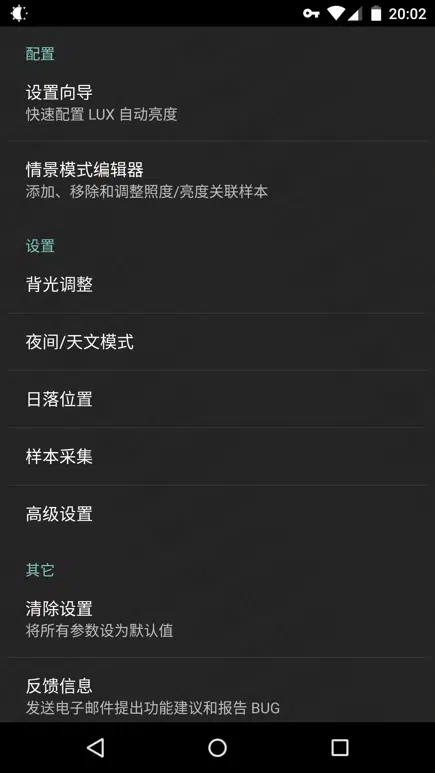 20:02
配置
设置向导
快速配置 LUX 自动亮度
情景模式编辑器
添加、移除和调整照度/亮度关联样本
设置
背光调整
夜间/天文模式
日落位置
样本采集
高级设置
其它
清除设置
将所有参数设为默认值
反馈信息
发送电子邮件提出功能建议和报告 BUG